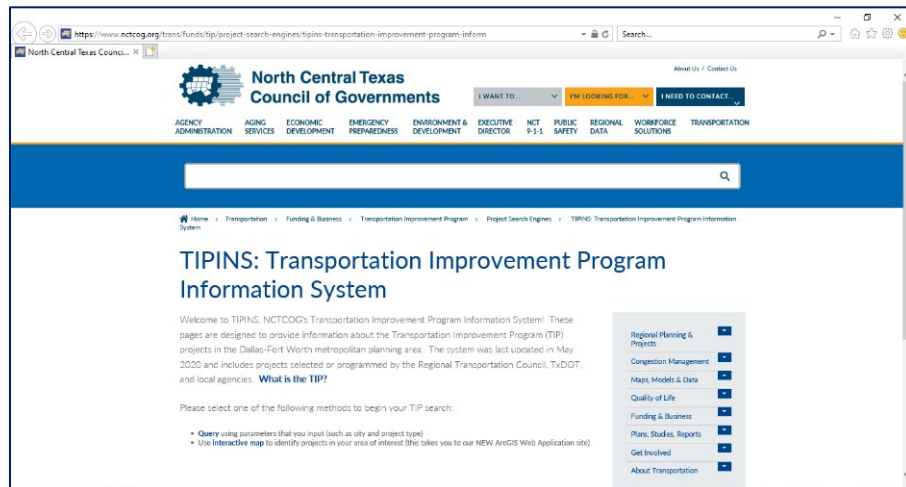 https://www.nctcog.org/trans/funds/tip/project-search-engines/tipins-transportation-improvement-program-inform
Search...
North Central Texas Counci...
About Us / Contact Us
North Central Texas
Council of Governments
I WANT TO...
I'M LOOKING FOR...
I NEED TO CONTACT...
AGENCY ADMINISTRATION
AGING SERVICES
ECONOMIC DEVELOPMENT
EMERGENCY PREPAREDNESS
ENVIRONMENT & DEVELOPMENT
EXECUTIVE DIRECTOR
NCT 9-1-1
PUBLIC SAFETY
REGIONAL DATA
WORKFORCE SOLUTIONS
TRANSPORTATION
Home › Transportation › Funding & Business › Transportation Improvement Program › Project Search Engines › TIPINS: Transportation Improvement Program Information
System
TIPINS: Transportation Improvement Program
Information System
Welcome to TIPINS, NCTCOG's Transportation Improvement Program Information System! These
pages are designed to provide information about the Transportation Improvement Program (TIP)
projects in the Dallas-Fort Worth metropolitan planning area. The system was last updated in May
2020 and includes projects selected or programmed by the Regional Transportation Council, TxDOT,
and local agencies. What is the TIP?
Please select one of the following methods to begin your TIP search:
• Query using parameters that you input (such as city and project type)
• Use interactive map to identify projects in your area of interest (this takes you to our NEW ArcGIS Web Application site)
Regional Planning &
Projects
Congestion Management
Maps, Models & Data
Quality of Life
Funding & Business
Plans, Studies, Reports
Get Involved
About Transportation